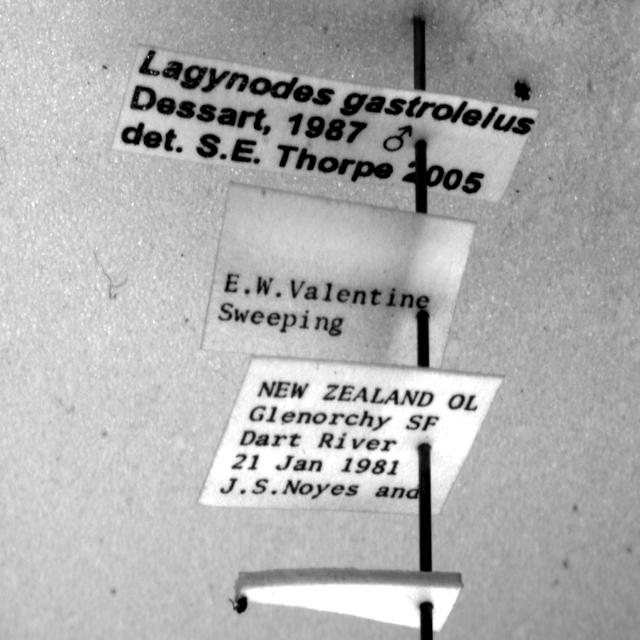 Lagynodes gastroleius
Dessart, 1987 ♂
det. S.E. Thorpe 2005
E.W.Valentine
Sweeping
NEW ZEALAND OL
Glenorchy SF
Dart River
21 Jan 1981
J.S.Noyes and